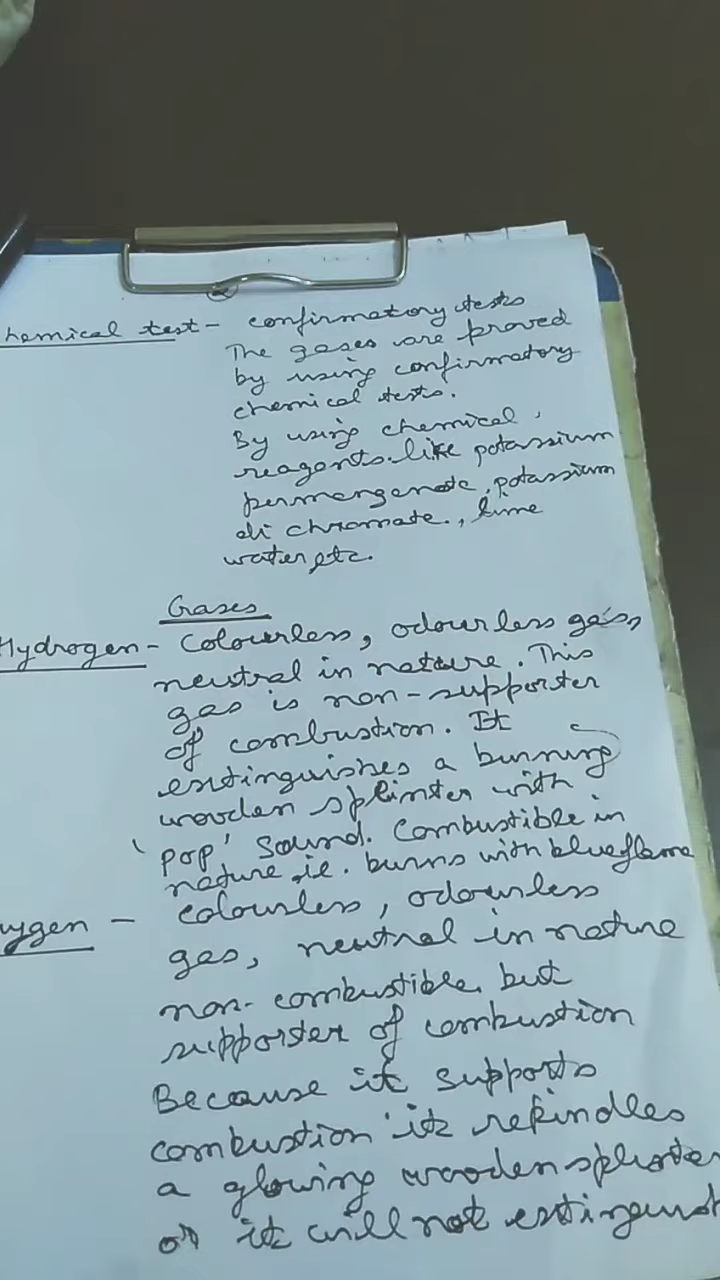 hemical test - confirmatory tests
The gases are proved
by using confirmatory
chemical tests.
By using chemical,
reagents like potassium
permanganate, potassium
di chromate, lime
water etc.
Gases
Hydrogen - Colourless, odourless gas,
neutral in nature. This
gas is non-supporter
of combustion. It
extinguishes a burning
wooden splinter with
'pop' sound. Combustible in
nature ie. burns with blue flame
ygen - colourless, odourless
gas, neutral in nature
non-combustible but
supporter of combustion
Because it supports
combustion it rekindles
a glowing wooden splinter
or it will not extinguish